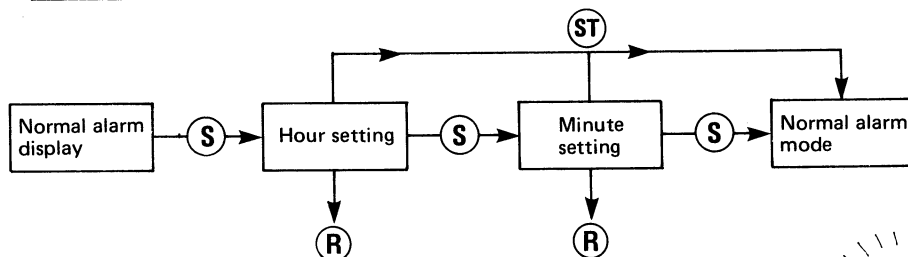 ST
Normal alarm
display
S
Hour setting
S
Minute
setting
S
Normal alarm
mode
R
R